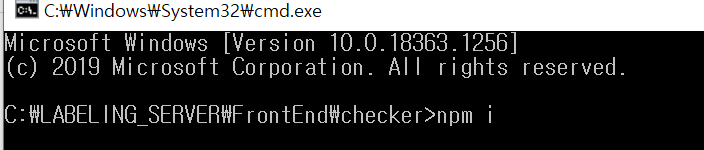 C:₩Windows₩System32₩cmd.exe
Microsoft Windows [Version 10.0.18363.1256]
(c) 2019 Microsoft Corporation. All rights reserved.
C:₩LABELING_SERVER₩FrontEnd₩checker>npm i